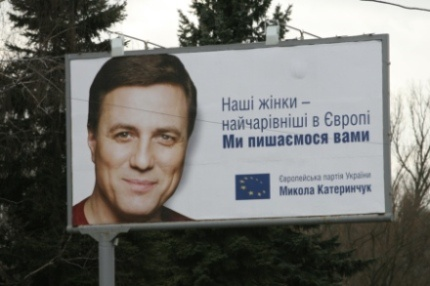 Наші жінки –
найчарівніші в Європі
Ми пишаємося вами
Європейська партія України
Микола Катеринчук